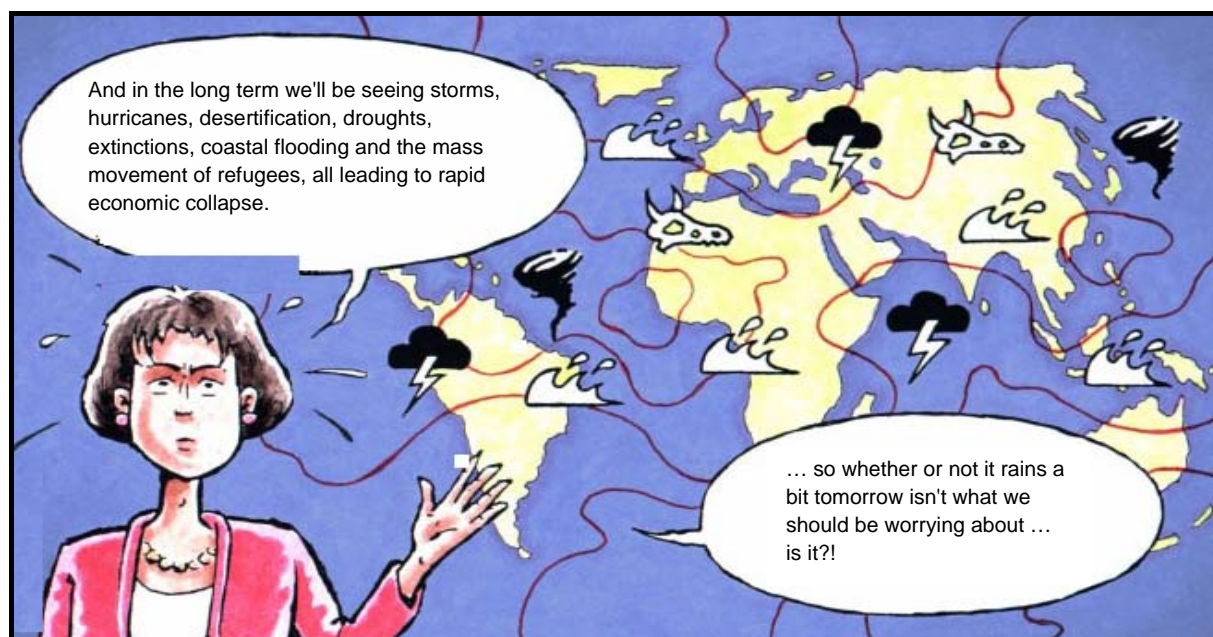 And in the long term we'll be seeing storms,
hurricanes, desertification, droughts,
extinctions, coastal flooding and the mass
movement of refugees, all leading to rapid
economic collapse.
… so whether or not it rains a
bit tomorrow isn't what we
should be worrying about …
is it?!